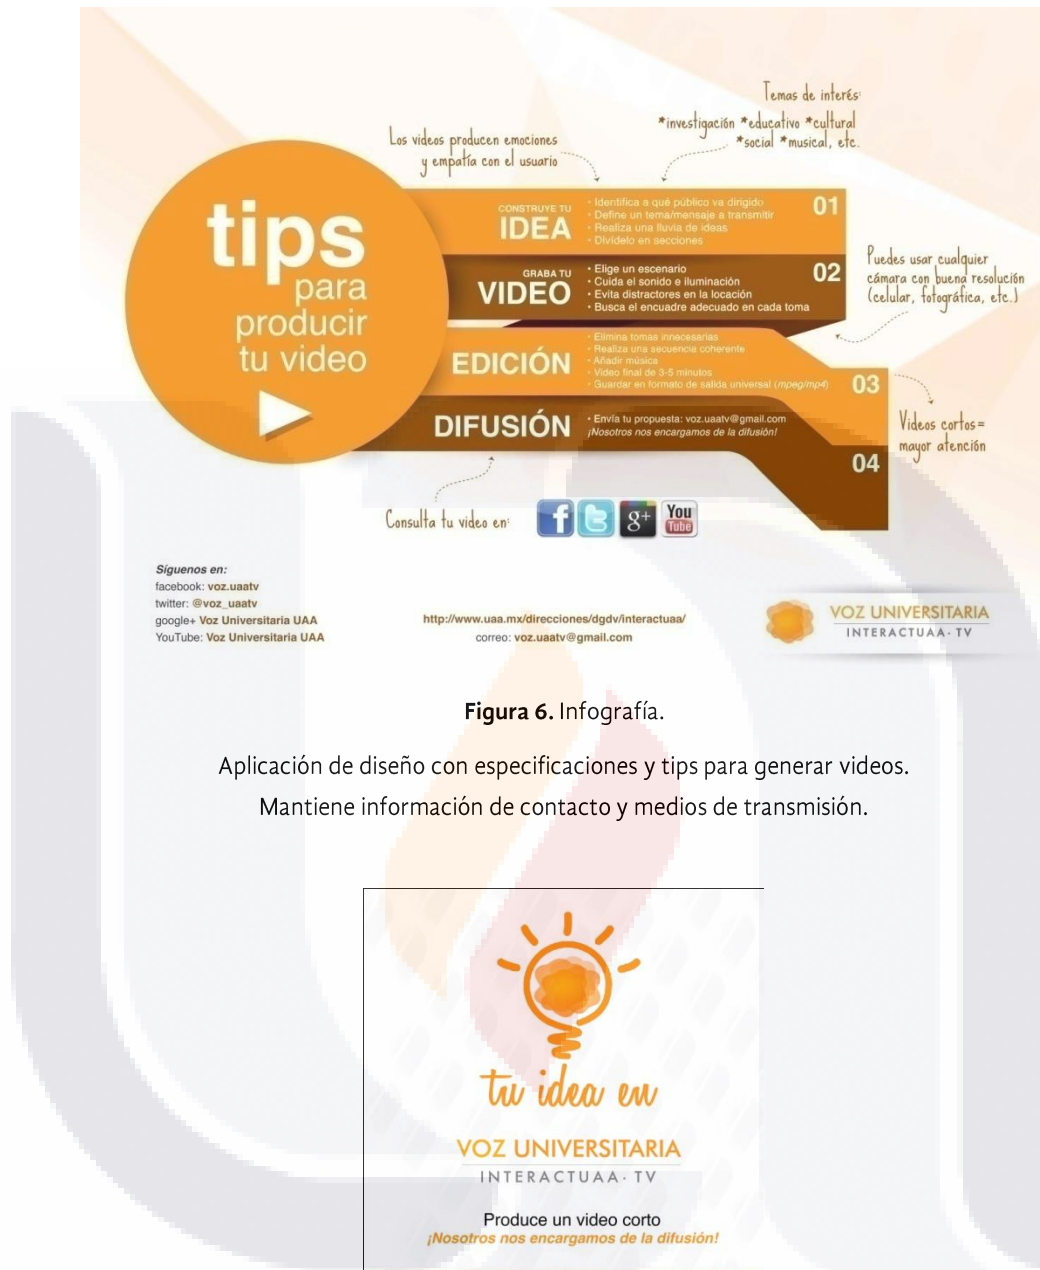 Temas de interés:
*investigación *educativo *cultural
*social *musical, etc.
Los videos producen emociones
y empatía con el usuario
tips
para
producir
tu video
CONSTRUYE TU
IDEA
• Identifica a qué público va dirigido
• Define un tema/mensaje a transmitir
• Realiza una lluvia de ideas
• Divídelo en secciones
01
GRABA TU
VIDEO
• Elige un escenario
• Cuida el sonido e iluminación
• Evita distractores en la locación
• Busca el encuadre adecuado en cada toma
02
Puedes usar cualquier
cámara con buena resolución
(celular, fotográfica, etc.)
EDICIÓN
• Elimina tomas innecesarias
• Realiza una secuencia coherente
• Añadir música
• Video final de 3-5 minutos
• Guardar en formato de salida universal (mpeg/mp4)
03
Videos cortos=
mayor atención
DIFUSIÓN
• Envía tu propuesta: voz.uaatv@gmail.com
¡Nosotros nos encargamos de la difusión!
04
Consulta tu video en:
f
t
g+
You
Tube
Síguenos en:
facebook: voz.uaatv
twitter: @voz_uaatv
google+ Voz Universitaria UAA
YouTube: Voz Universitaria UAA
http://www.uaa.mx/direcciones/dgdv/interactuaa/
correo: voz.uaatv@gmail.com
VOZ UNIVERSITARIA
INTERACTUAA· TV
Figura 6. Infografía.
Aplicación de diseño con especificaciones y tips para generar videos.
Mantiene información de contacto y medios de transmisión.
tu idea en
VOZ UNIVERSITARIA
INTERACTUAA· TV
Produce un video corto
¡Nosotros nos encargamos de la difusión!